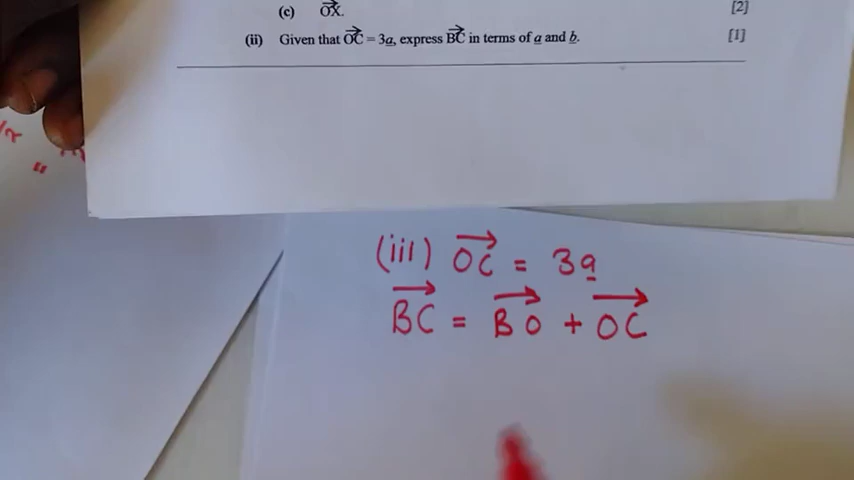 (c) OX. [2]
(ii) Given that OC = 3a, express BC in terms of a and b. [1]
(iii) OC = 3a
BC = BO + OC